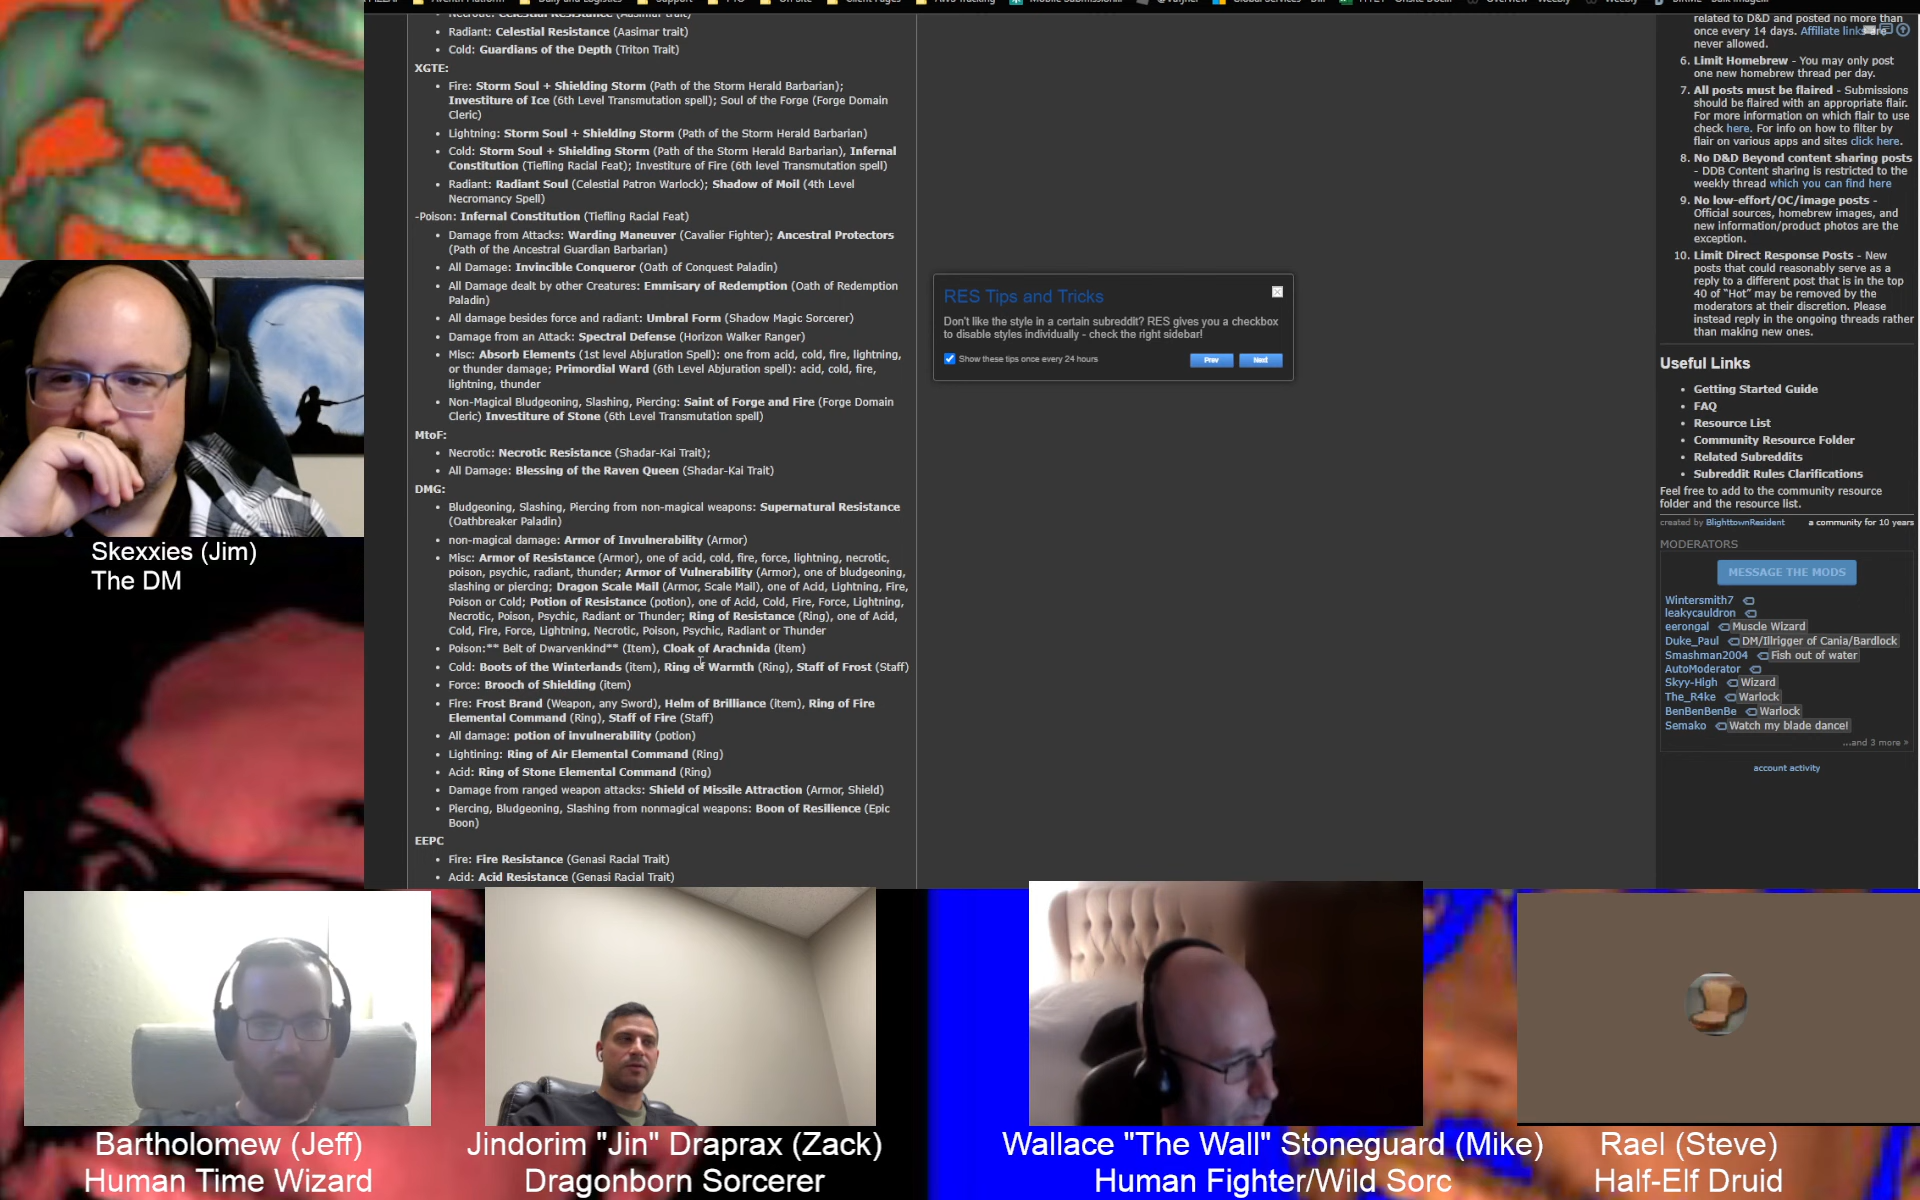 Daily and Logistics
Support
Client Pages
Necrotic: Celestial Resistance (Aasimar trait)
Radiant: Celestial Resistance (Aasimar trait)
Cold: Guardians of the Depth (Triton Trait)
XGTE:
Fire: Storm Soul + Shielding Storm (Path of the Storm Herald Barbarian);
Investiture of Ice (6th Level Transmutation spell); Soul of the Forge (Forge Domain
Cleric)
Lightning: Storm Soul + Shielding Storm (Path of the Storm Herald Barbarian)
Cold: Storm Soul + Shielding Storm (Path of the Storm Herald Barbarian), Infernal
Constitution (Tiefling Racial Feat); Investiture of Fire (6th level Transmutation spell)
Radiant: Radiant Soul (Celestial Patron Warlock); Shadow of Moil (4th Level
Necromancy Spell)
-Poison: Infernal Constitution (Tiefling Racial Feat)
Damage from Attacks: Warding Maneuver (Cavalier Fighter); Ancestral Protectors
(Path of the Ancestral Guardian Barbarian)
All Damage: Invincible Conqueror (Oath of Conquest Paladin)
All Damage dealt by other Creatures: Emmisary of Redemption (Oath of Redemption
Paladin)
All damage besides force and radiant: Umbral Form (Shadow Magic Sorcerer)
Damage from an Attack: Spectral Defense (Horizon Walker Ranger)
Misc: Absorb Elements (1st level Abjuration Spell): one from acid, cold, fire, lightning,
or thunder damage; Primordial Ward (6th Level Abjuration spell): acid, cold, fire,
lightning, thunder
Non-Magical Bludgeoning, Slashing, Piercing: Saint of Forge and Fire (Forge Domain
Cleric) Investiture of Stone (6th Level Transmutation spell)
MtoF:
Necrotic: Necrotic Resistance (Shadar-Kai Trait);
All Damage: Blessing of the Raven Queen (Shadar-Kai Trait)
DMG:
Bludgeoning, Slashing, Piercing from non-magical weapons: Supernatural Resistance
(Oathbreaker Paladin)
non-magical damage: Armor of Invulnerability (Armor)
Misc: Armor of Resistance (Armor), one of acid, cold, fire, force, lightning, necrotic,
poison, psychic, radiant, thunder; Armor of Vulnerability (Armor), one of bludgeoning,
slashing or piercing; Dragon Scale Mail (Armor, Scale Mail), one of Acid, Lightning, Fire,
Poison or Cold; Potion of Resistance (potion), one of Acid, Cold, Fire, Force, Lightning,
Necrotic, Poison, Psychic, Radiant or Thunder; Ring of Resistance (Ring), one of Acid,
Cold, Fire, Force, Lightning, Necrotic, Poison, Psychic, Radiant or Thunder
Poison:** Belt of Dwarvenkind** (Item), Cloak of Arachnida (item)
Cold: Boots of the Winterlands (item), Ring of Warmth (Ring), Staff of Frost (Staff)
Force: Brooch of Shielding (item)
Fire: Frost Brand (Weapon, any Sword), Helm of Brilliance (item), Ring of Fire
Elemental Command (Ring), Staff of Fire (Staff)
All damage: potion of invulnerability (potion)
Lightining: Ring of Air Elemental Command (Ring)
Acid: Ring of Stone Elemental Command (Ring)
Damage from ranged weapon attacks: Shield of Missile Attraction (Armor, Shield)
Piercing, Bludgeoning, Slashing from nonmagical weapons: Boon of Resilience (Epic
Boon)
EEPC
Fire: Fire Resistance (Genasi Racial Trait)
Acid: Acid Resistance (Genasi Racial Trait)
RES Tips and Tricks
Don't like the style in a certain subreddit? RES gives you a checkbox
to disable styles individually - check the right sidebar!
Show these tips once every 24 hours
Prev
Next
related to D&D and posted no more than
once every 14 days. Affiliate links are
never allowed.
6. Limit Homebrew - You may only post
one new homebrew thread per day.
7. All posts must be flaired - Submissions
should be flaired with an appropriate flair.
For more information on which flair to use
check here. For info on how to filter by
flair on various apps and sites click here.
8. No D&D Beyond content sharing posts
- DDB Content sharing is restricted to the
weekly thread which you can find here
9. No low-effort/OC/image posts -
Official sources, homebrew images, and
new information/product photos are the
exception.
10. Limit Direct Response Posts - New
posts that could reasonably serve as a
reply to a different post that is in the top
40 of "Hot" may be removed by the
moderators at their discretion. Please
instead reply in the ongoing threads rather
than making new ones.
Useful Links
Getting Started Guide
FAQ
Resource List
Community Resource Folder
Related Subreddits
Subreddit Rules Clarifications
Feel free to add to the community resource
folder and the resource list.
created by BlighttownResident a community for 10 years
MODERATORS
MESSAGE THE MODS
Wintersmith7
leakycauldron
eerongal Muscle Wizard
Duke_Paul DM/Illrigger of Cania/Bardlock
Smashman2004 Fish out of water
AutoModerator
Skyy-High Wizard
The_R4ke Warlock
BenBenBenBe Warlock
Semako Watch my blade dance!
...and 3 more »
account activity
Skexxies (Jim)
The DM
Bartholomew (Jeff)
Human Time Wizard
Jindorim "Jin" Draprax (Zack)
Dragonborn Sorcerer
Wallace "The Wall" Stoneguard (Mike)
Human Fighter/Wild Sorc
Rael (Steve)
Half-Elf Druid